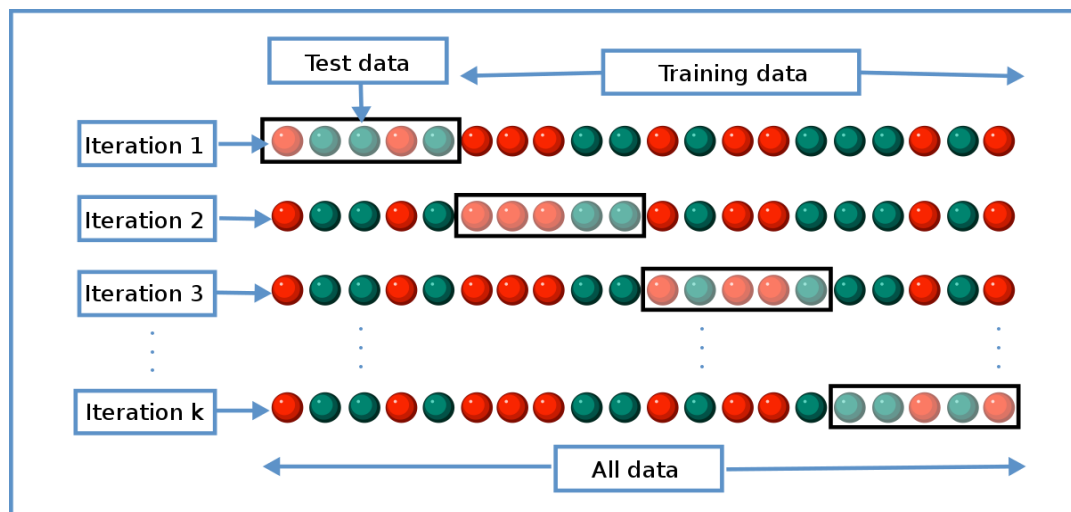 Test data
Training data
Iteration 1
Iteration 2
Iteration 3
Iteration k
All data